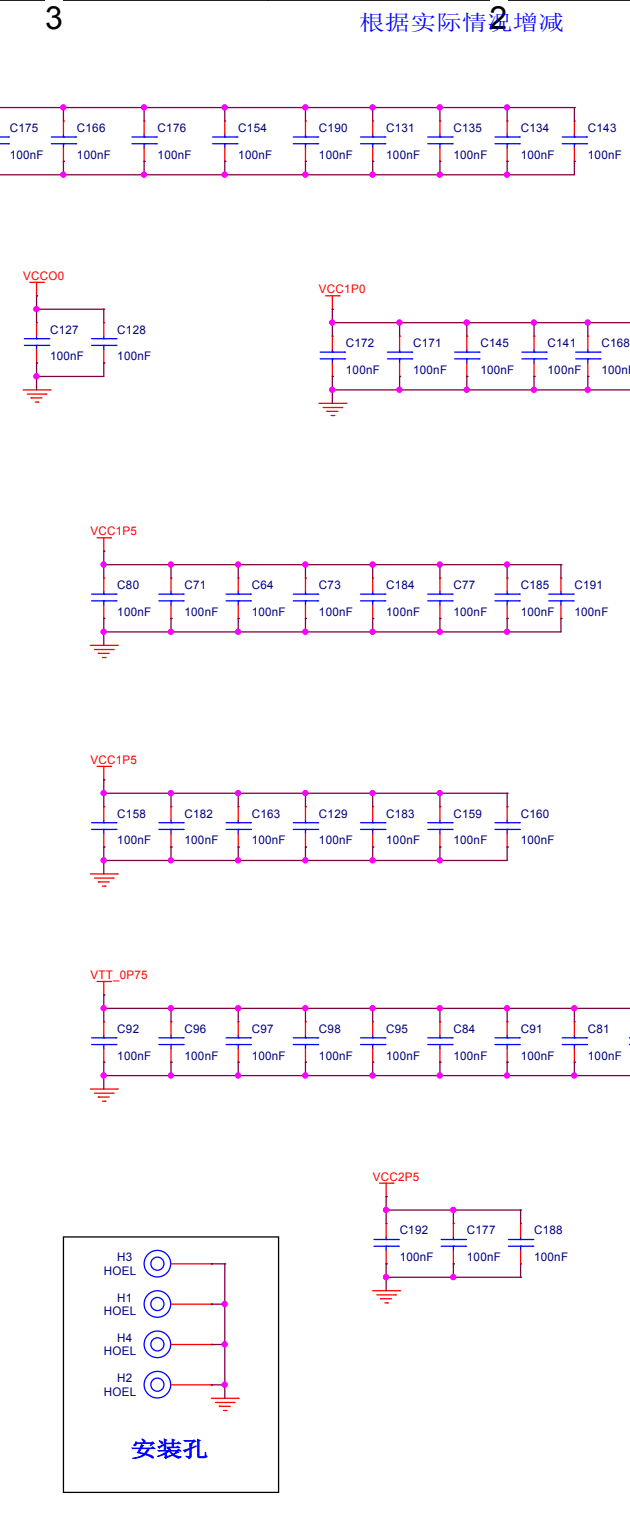 3
2
根据实际情况增减
C175 C166 C176 C154 C190 C131 C135 C134 C143
100nF 100nF 100nF 100nF 100nF 100nF 100nF 100nF 100nF
VCCO0
VCC1P0
C127 C128
100nF 100nF
C172 C171 C145 C141 C168
100nF 100nF 100nF 100nF 100nF
VCC1P5
C80 C71 C64 C73 C184 C77 C185 C191
100nF 100nF 100nF 100nF 100nF 100nF 100nF 100nF
VCC1P5
C158 C182 C163 C129 C183 C159 C160
100nF 100nF 100nF 100nF 100nF 100nF 100nF
VTT_0P75
C92 C96 C97 C98 C95 C84 C91 C81
100nF 100nF 100nF 100nF 100nF 100nF 100nF 100nF
VCC2P5
C192 C177 C188
100nF 100nF 100nF
H3
HOEL
H1
HOEL
H4
HOEL
H2
HOEL
安装孔